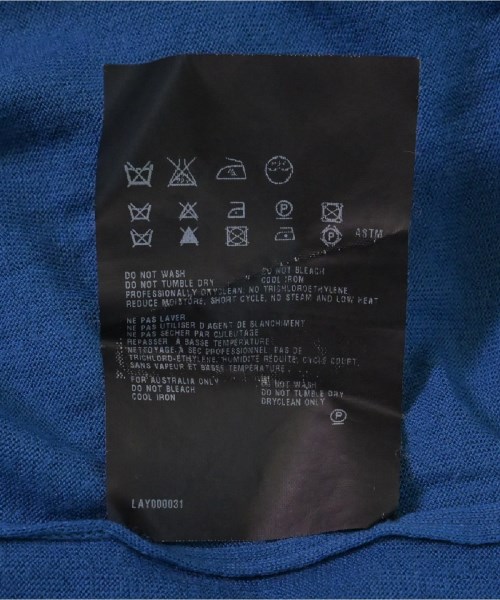 ASTM
DO NOT WASH DO NOT BLEACH
DO NOT TUMBLE DRY COOL IRON
PROFESSIONALLY DRYCLEAN, NO TRICHLOROETHYLENE,
REDUCE MOISTURE, SHORT CYCLE, NO STEAM AND LOW HEAT
NE PAS LAVER
NE PAS UTILISER D'AGENT DE BLANCHIMENT
NE PAS SECHER PAR CULBUTAGE
REPASSER A BASSE TEMPERATURE
NETTOYAGE A SEC PROFESSIONNEL PAS DE
TRICHLORO-ETHYLENE, HUMIDITE REDUITE, CYCLE COURT,
SANS VAPEUR ET BASSE TEMPERATURE.
FOR AUSTRALIA ONLY DO NOT WASH
DO NOT BLEACH DO NOT TUMBLE DRY
COOL IRON DRYCLEAN ONLY
P
LAY000031